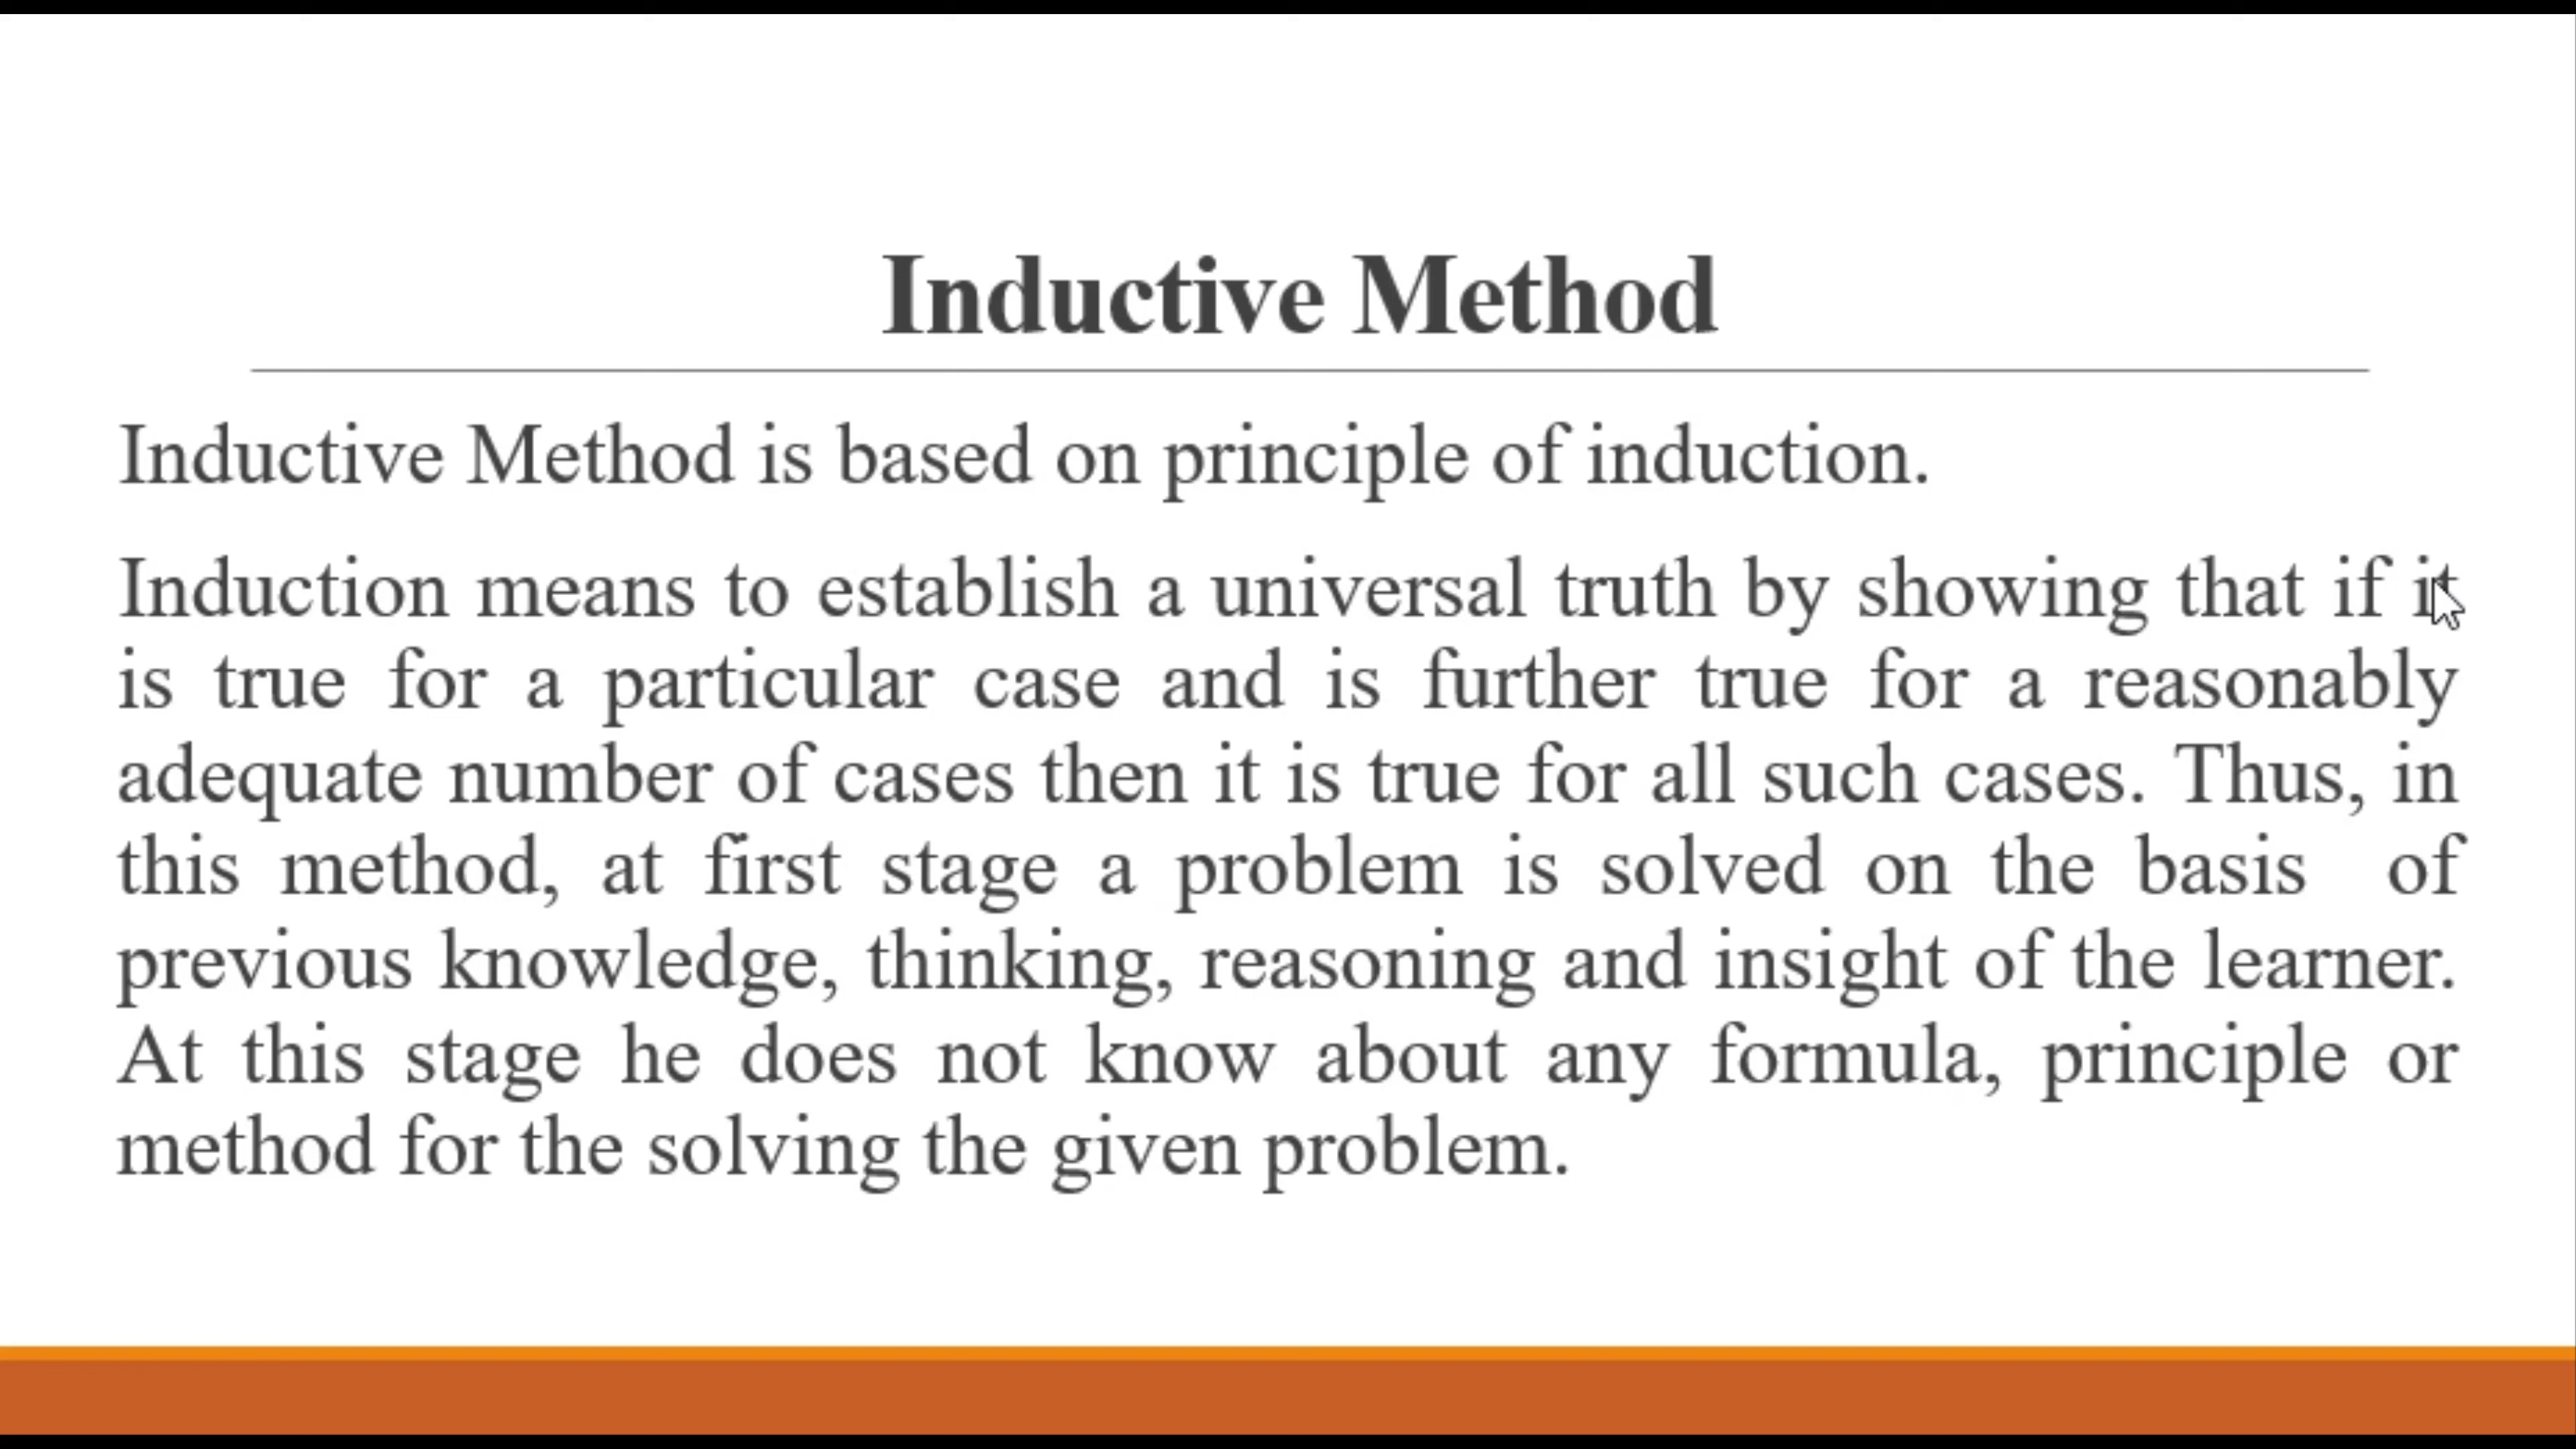 Inductive Method
Inductive Method is based on principle of induction.
Induction means to establish a universal truth by showing that if it
is true for a particular case and is further true for a reasonably
adequate number of cases then it is true for all such cases. Thus, in
this method, at first stage a problem is solved on the basis of
previous knowledge, thinking, reasoning and insight of the learner.
At this stage he does not know about any formula, principle or
method for the solving the given problem.